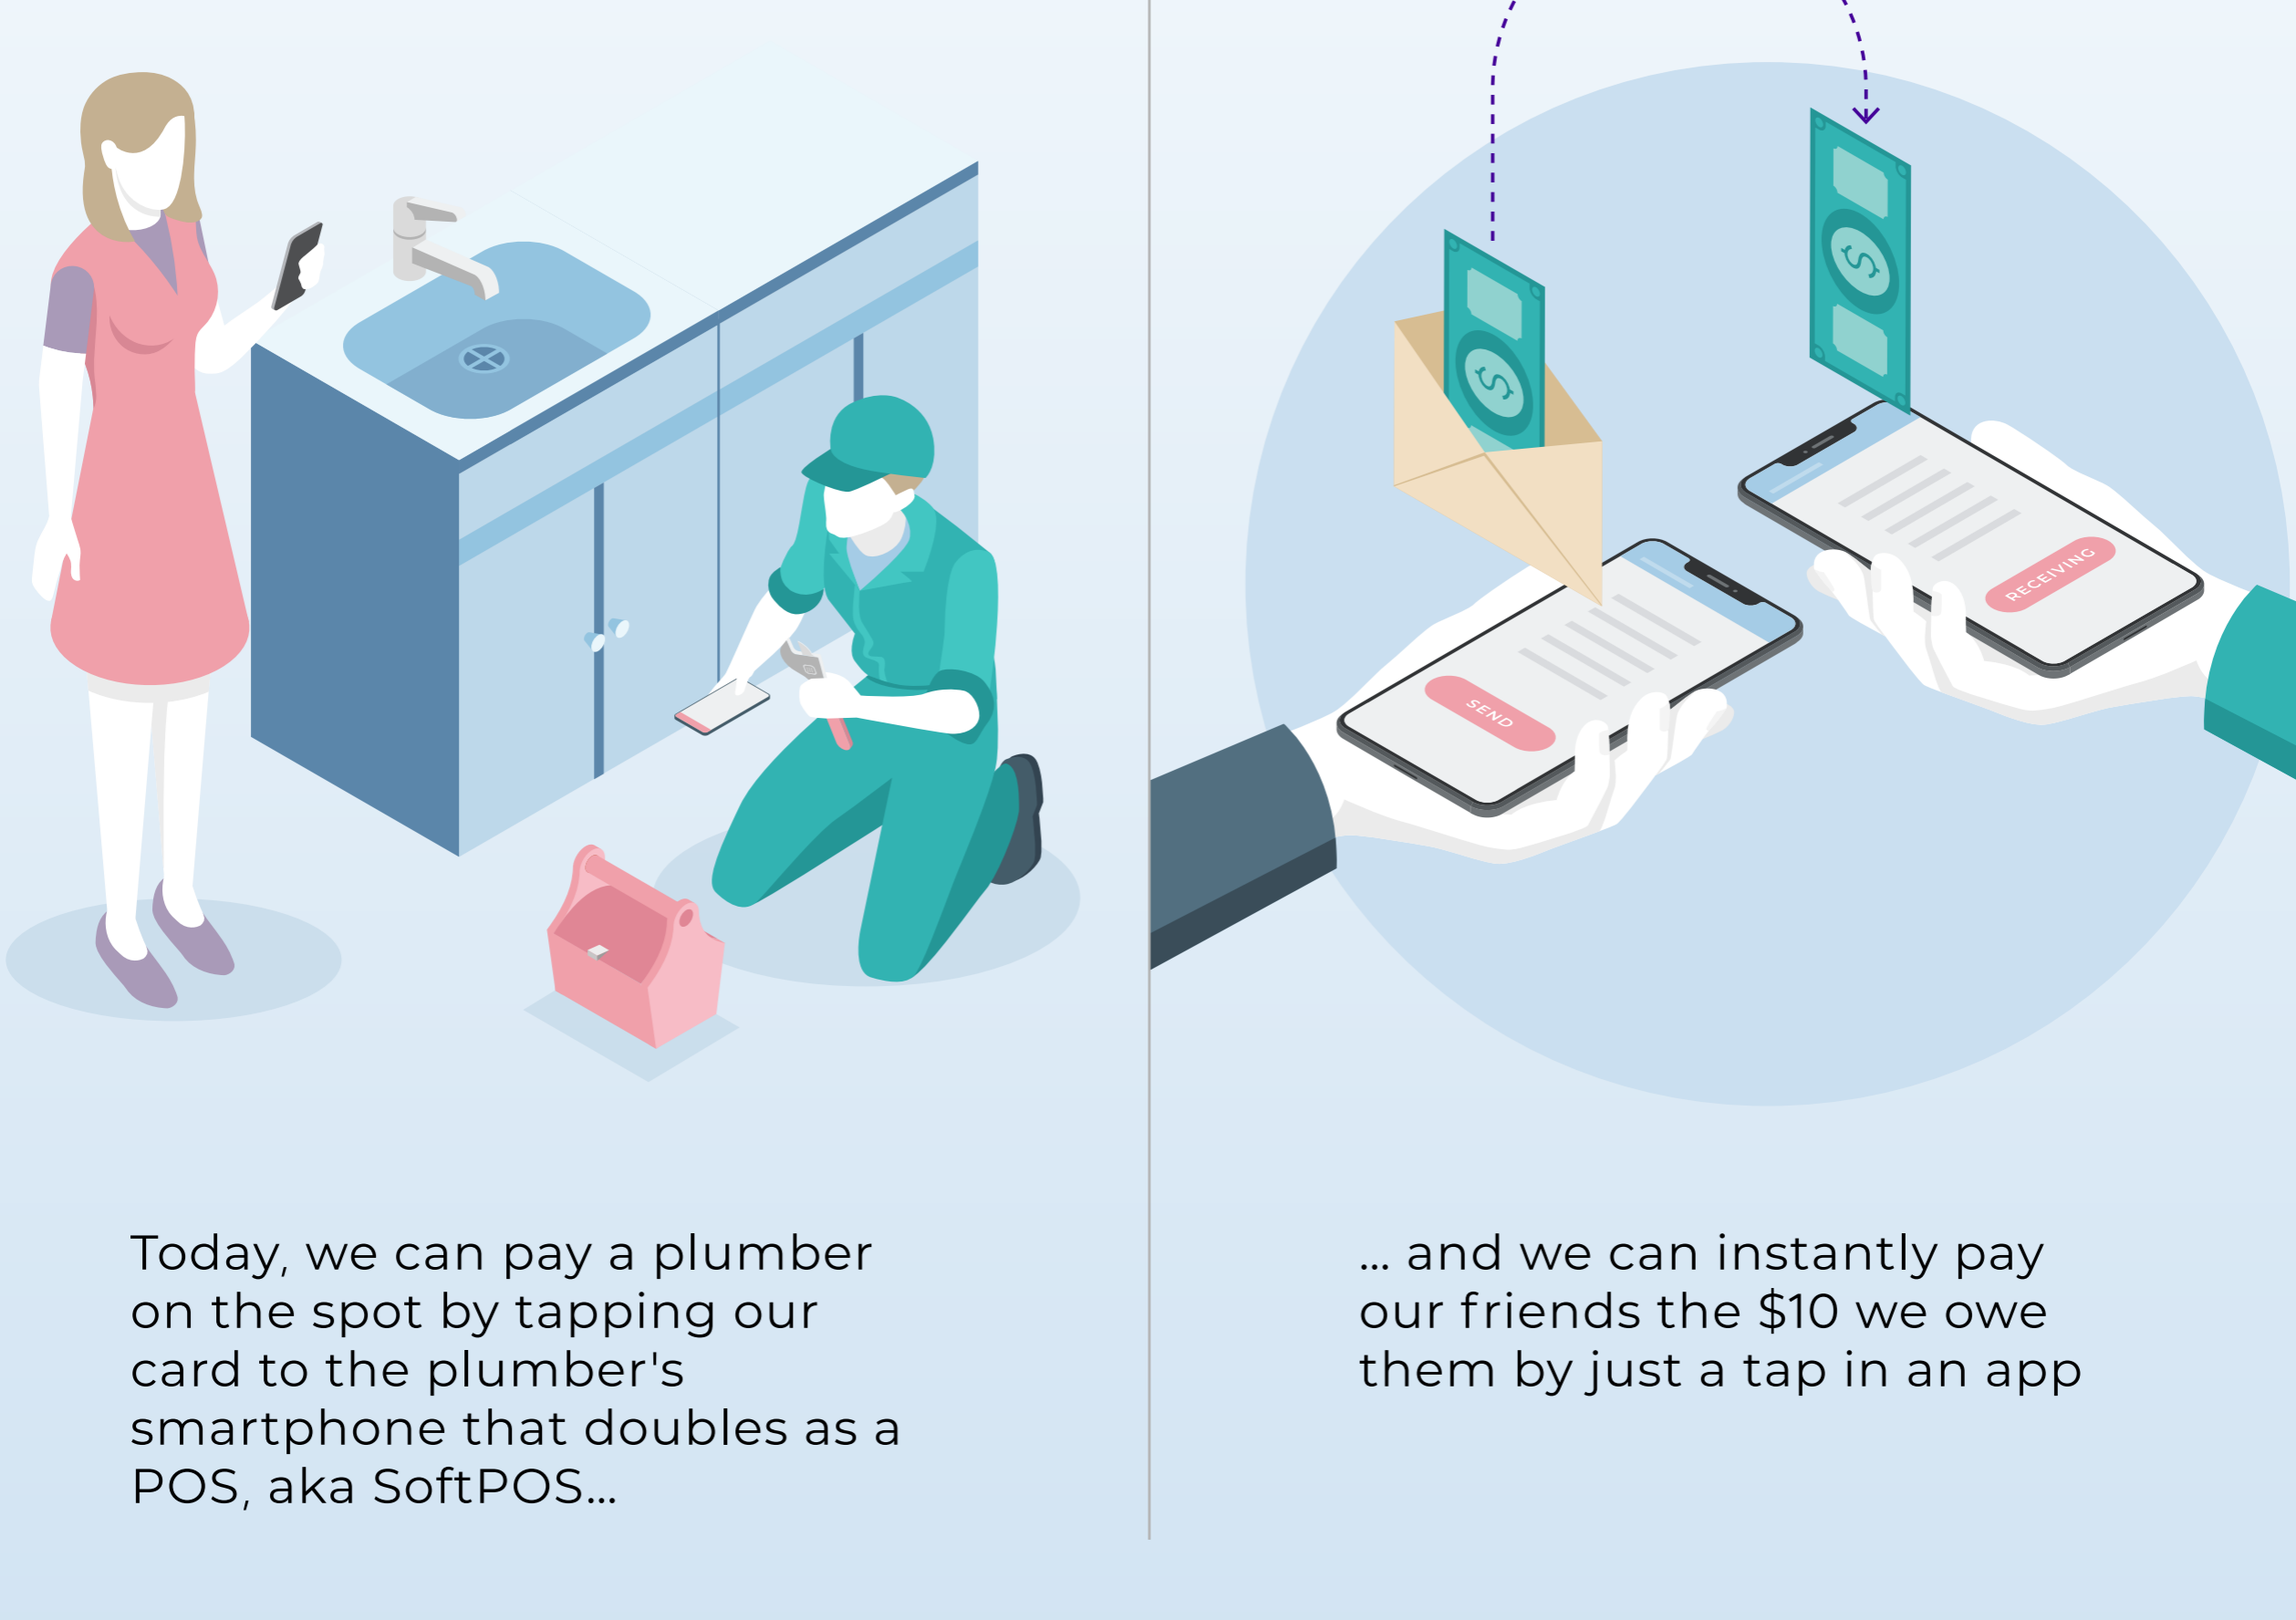 Today, we can pay a plumber
on the spot by tapping our
card to the plumber's
smartphone that doubles as a
POS, aka SoftPOS...
$
$
SEND
RECEIVING
... and we can instantly pay
our friends the $10 we owe
them by just a tap in an app